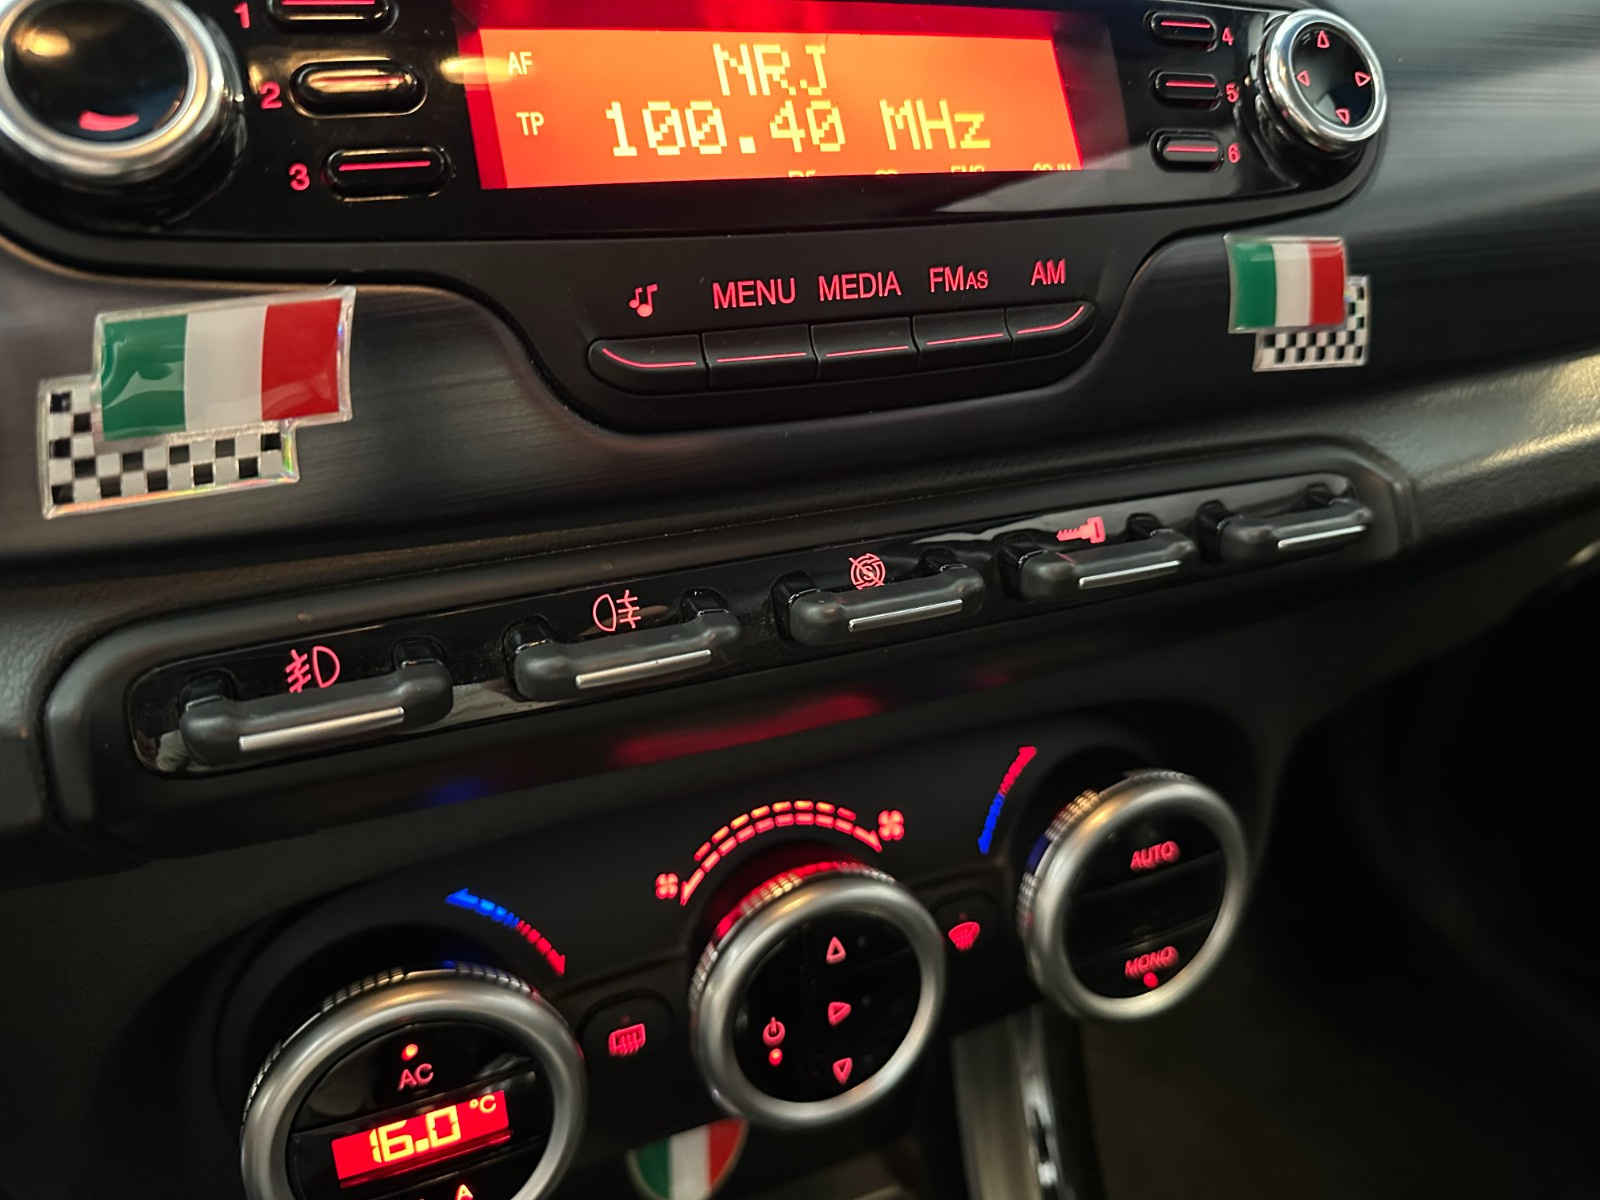 1
2
3
AF
TP
NRJ
100.40 MHz
4
5
6
MENU
MEDIA
FMAS
AM
AUTO
MONO
AC
16.0 °C
A